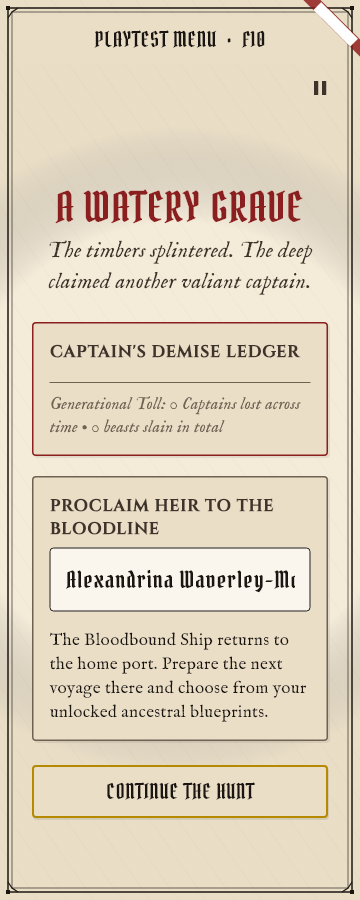 PLAYTEST MENU · F10
A WATERY GRAVE
The timbers splintered. The deep
claimed another valiant captain.
CAPTAIN'S DEMISE LEDGER
Generational Toll: 0 Captains lost across
time • 0 beasts slain in total
PROCLAIM HEIR TO THE
BLOODLINE
Alexandrina Waverley-Mo
The Bloodbound Ship returns to
the home port. Prepare the next
voyage there and choose from your
unlocked ancestral blueprints.
CONTINUE THE HUNT